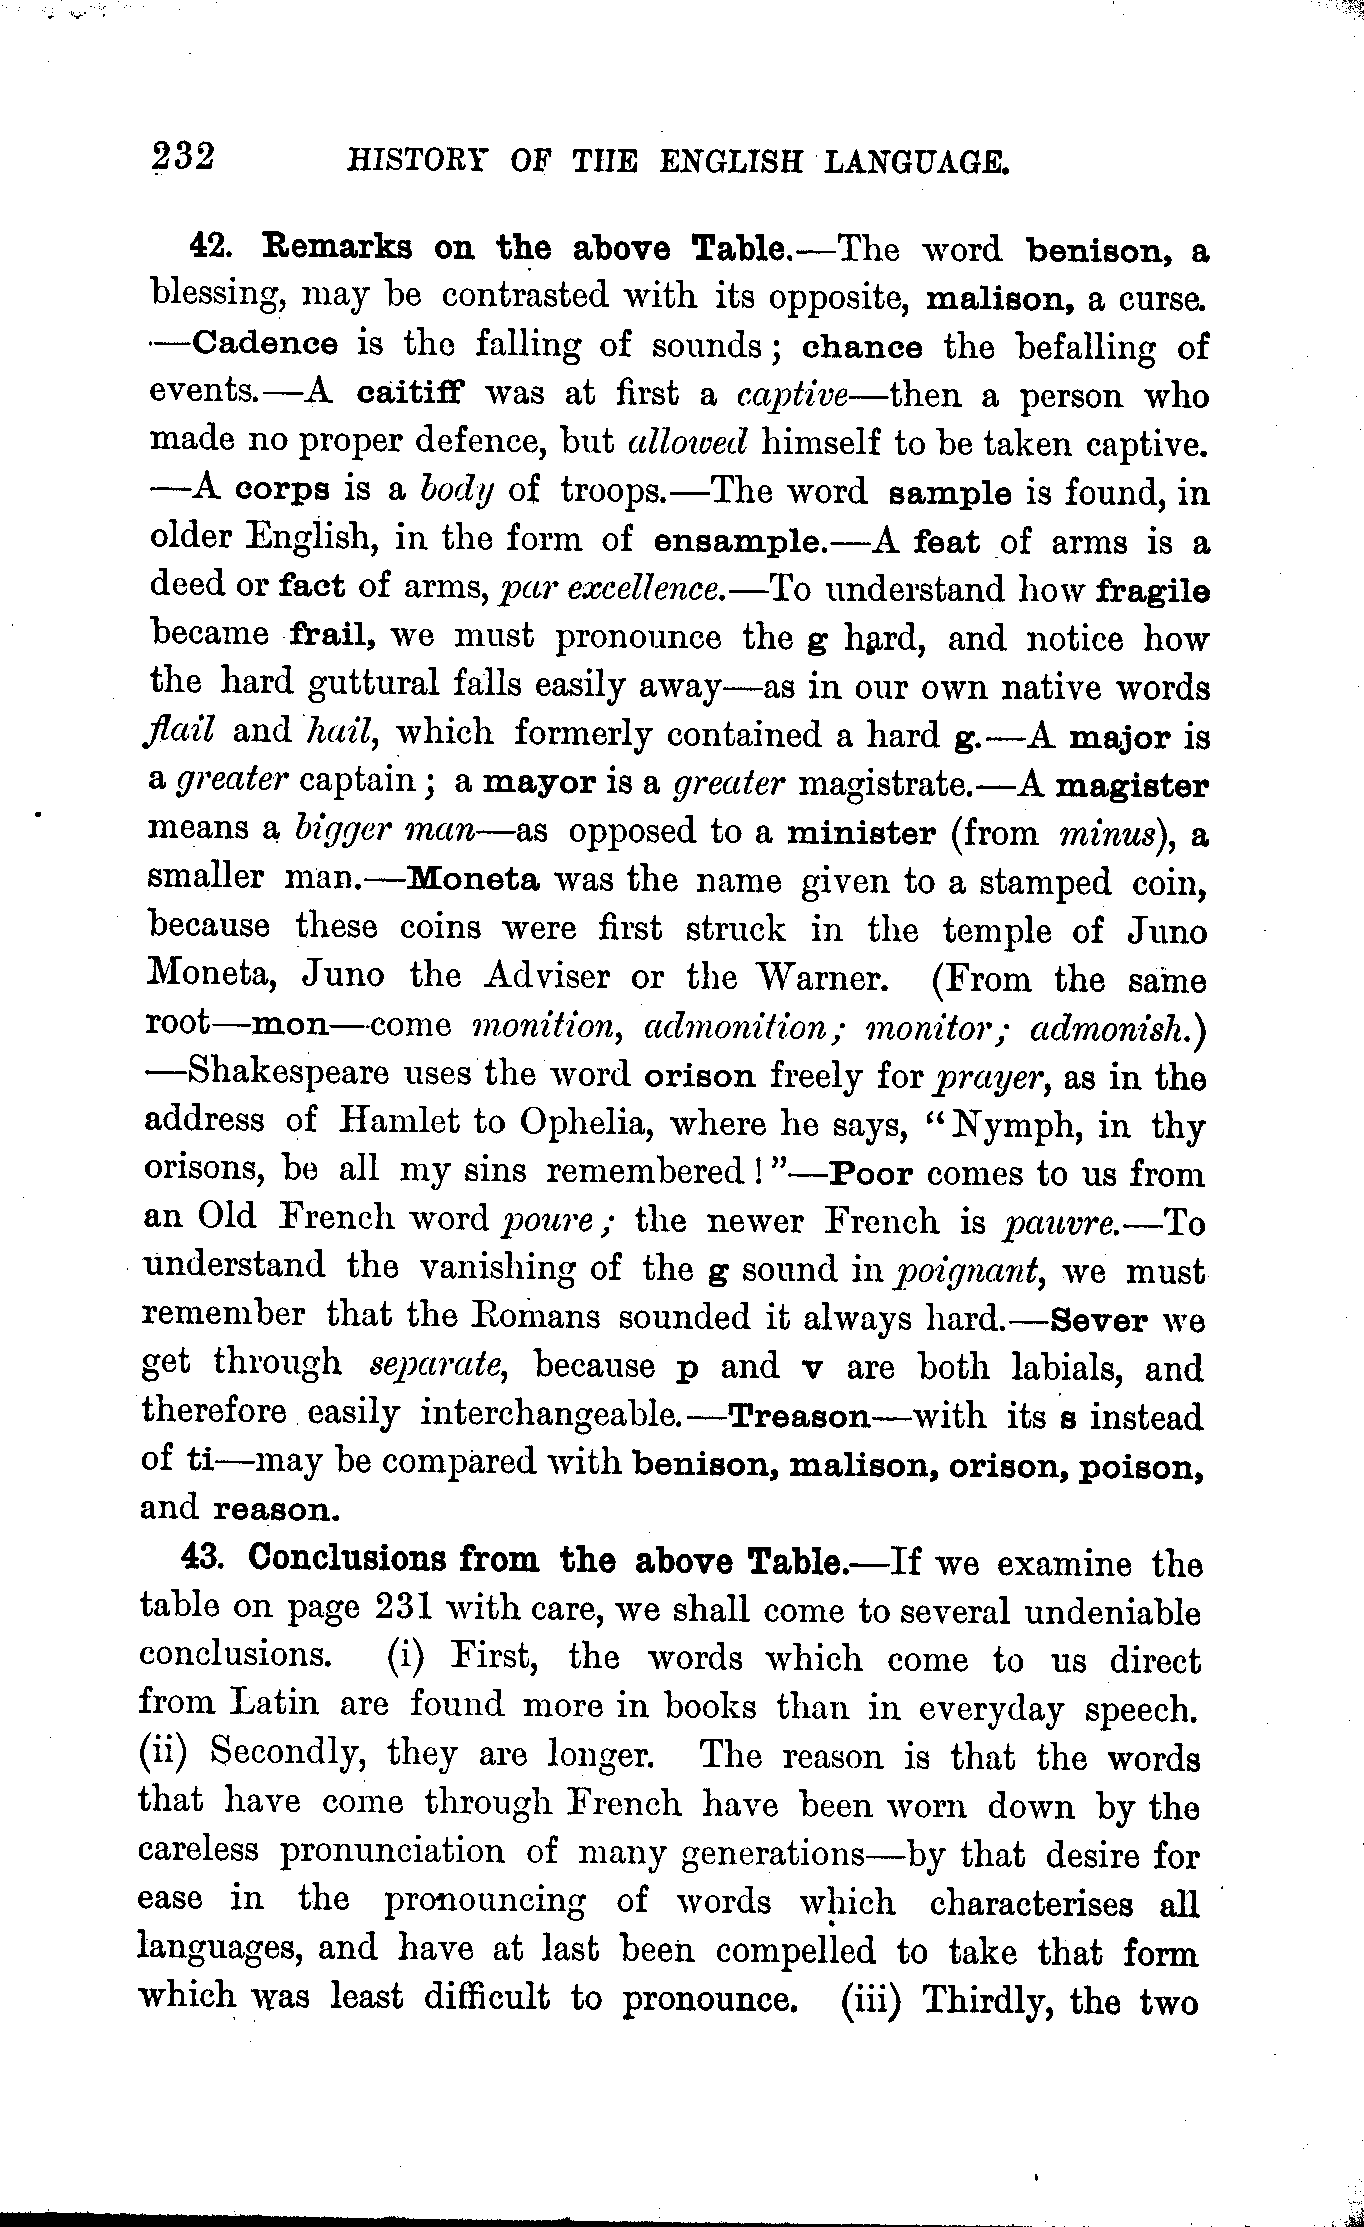 232 HISTORY OF THE ENGLISH LANGUAGE.
42. Remarks on the above Table.—The word benison, a
blessing, may be contrasted with its opposite, malison, a curse.
—Cadence is the falling of sounds; chance the befalling of
events.—A caitiff was at first a captive—then a person who
made no proper defence, but allowed himself to be taken captive.
—A corps is a body of troops.—The word sample is found, in
older English, in the form of ensample.—A feat of arms is a
deed or fact of arms, par excellence.—To understand how fragile
became frail, we must pronounce the g hard, and notice how
the hard guttural falls easily away—as in our own native words
flail and hail, which formerly contained a hard g.—A major is
a greater captain; a mayor is a greater magistrate.—A magister
means a bigger man—as opposed to a minister (from minus), a
smaller man.—Moneta was the name given to a stamped coin,
because these coins were first struck in the temple of Juno
Moneta, Juno the Adviser or the Warner. (From the same
root—mon—come monition, admonition; monitor; admonish.)
—Shakespeare uses the word orison freely for prayer, as in the
address of Hamlet to Ophelia, where he says, "Nymph, in thy
orisons, be all my sins remembered!"—Poor comes to us from
an Old French word poure; the newer French is pauvre.—To
understand the vanishing of the g sound in poignant, we must
remember that the Romans sounded it always hard.—Sever we
get through separate, because p and v are both labials, and
therefore easily interchangeable.—Treason—with its s instead
of ti—may be compared with benison, malison, orison, poison,
and reason.
43. Conclusions from the above Table.—If we examine the
table on page 231 with care, we shall come to several undeniable
conclusions. (i) First, the words which come to us direct
from Latin are found more in books than in everyday speech.
(ii) Secondly, they are longer. The reason is that the words
that have come through French have been worn down by the
careless pronunciation of many generations—by that desire for
ease in the pronouncing of words which characterises all
languages, and have at last been compelled to take that form
which was least difficult to pronounce. (iii) Thirdly, the two